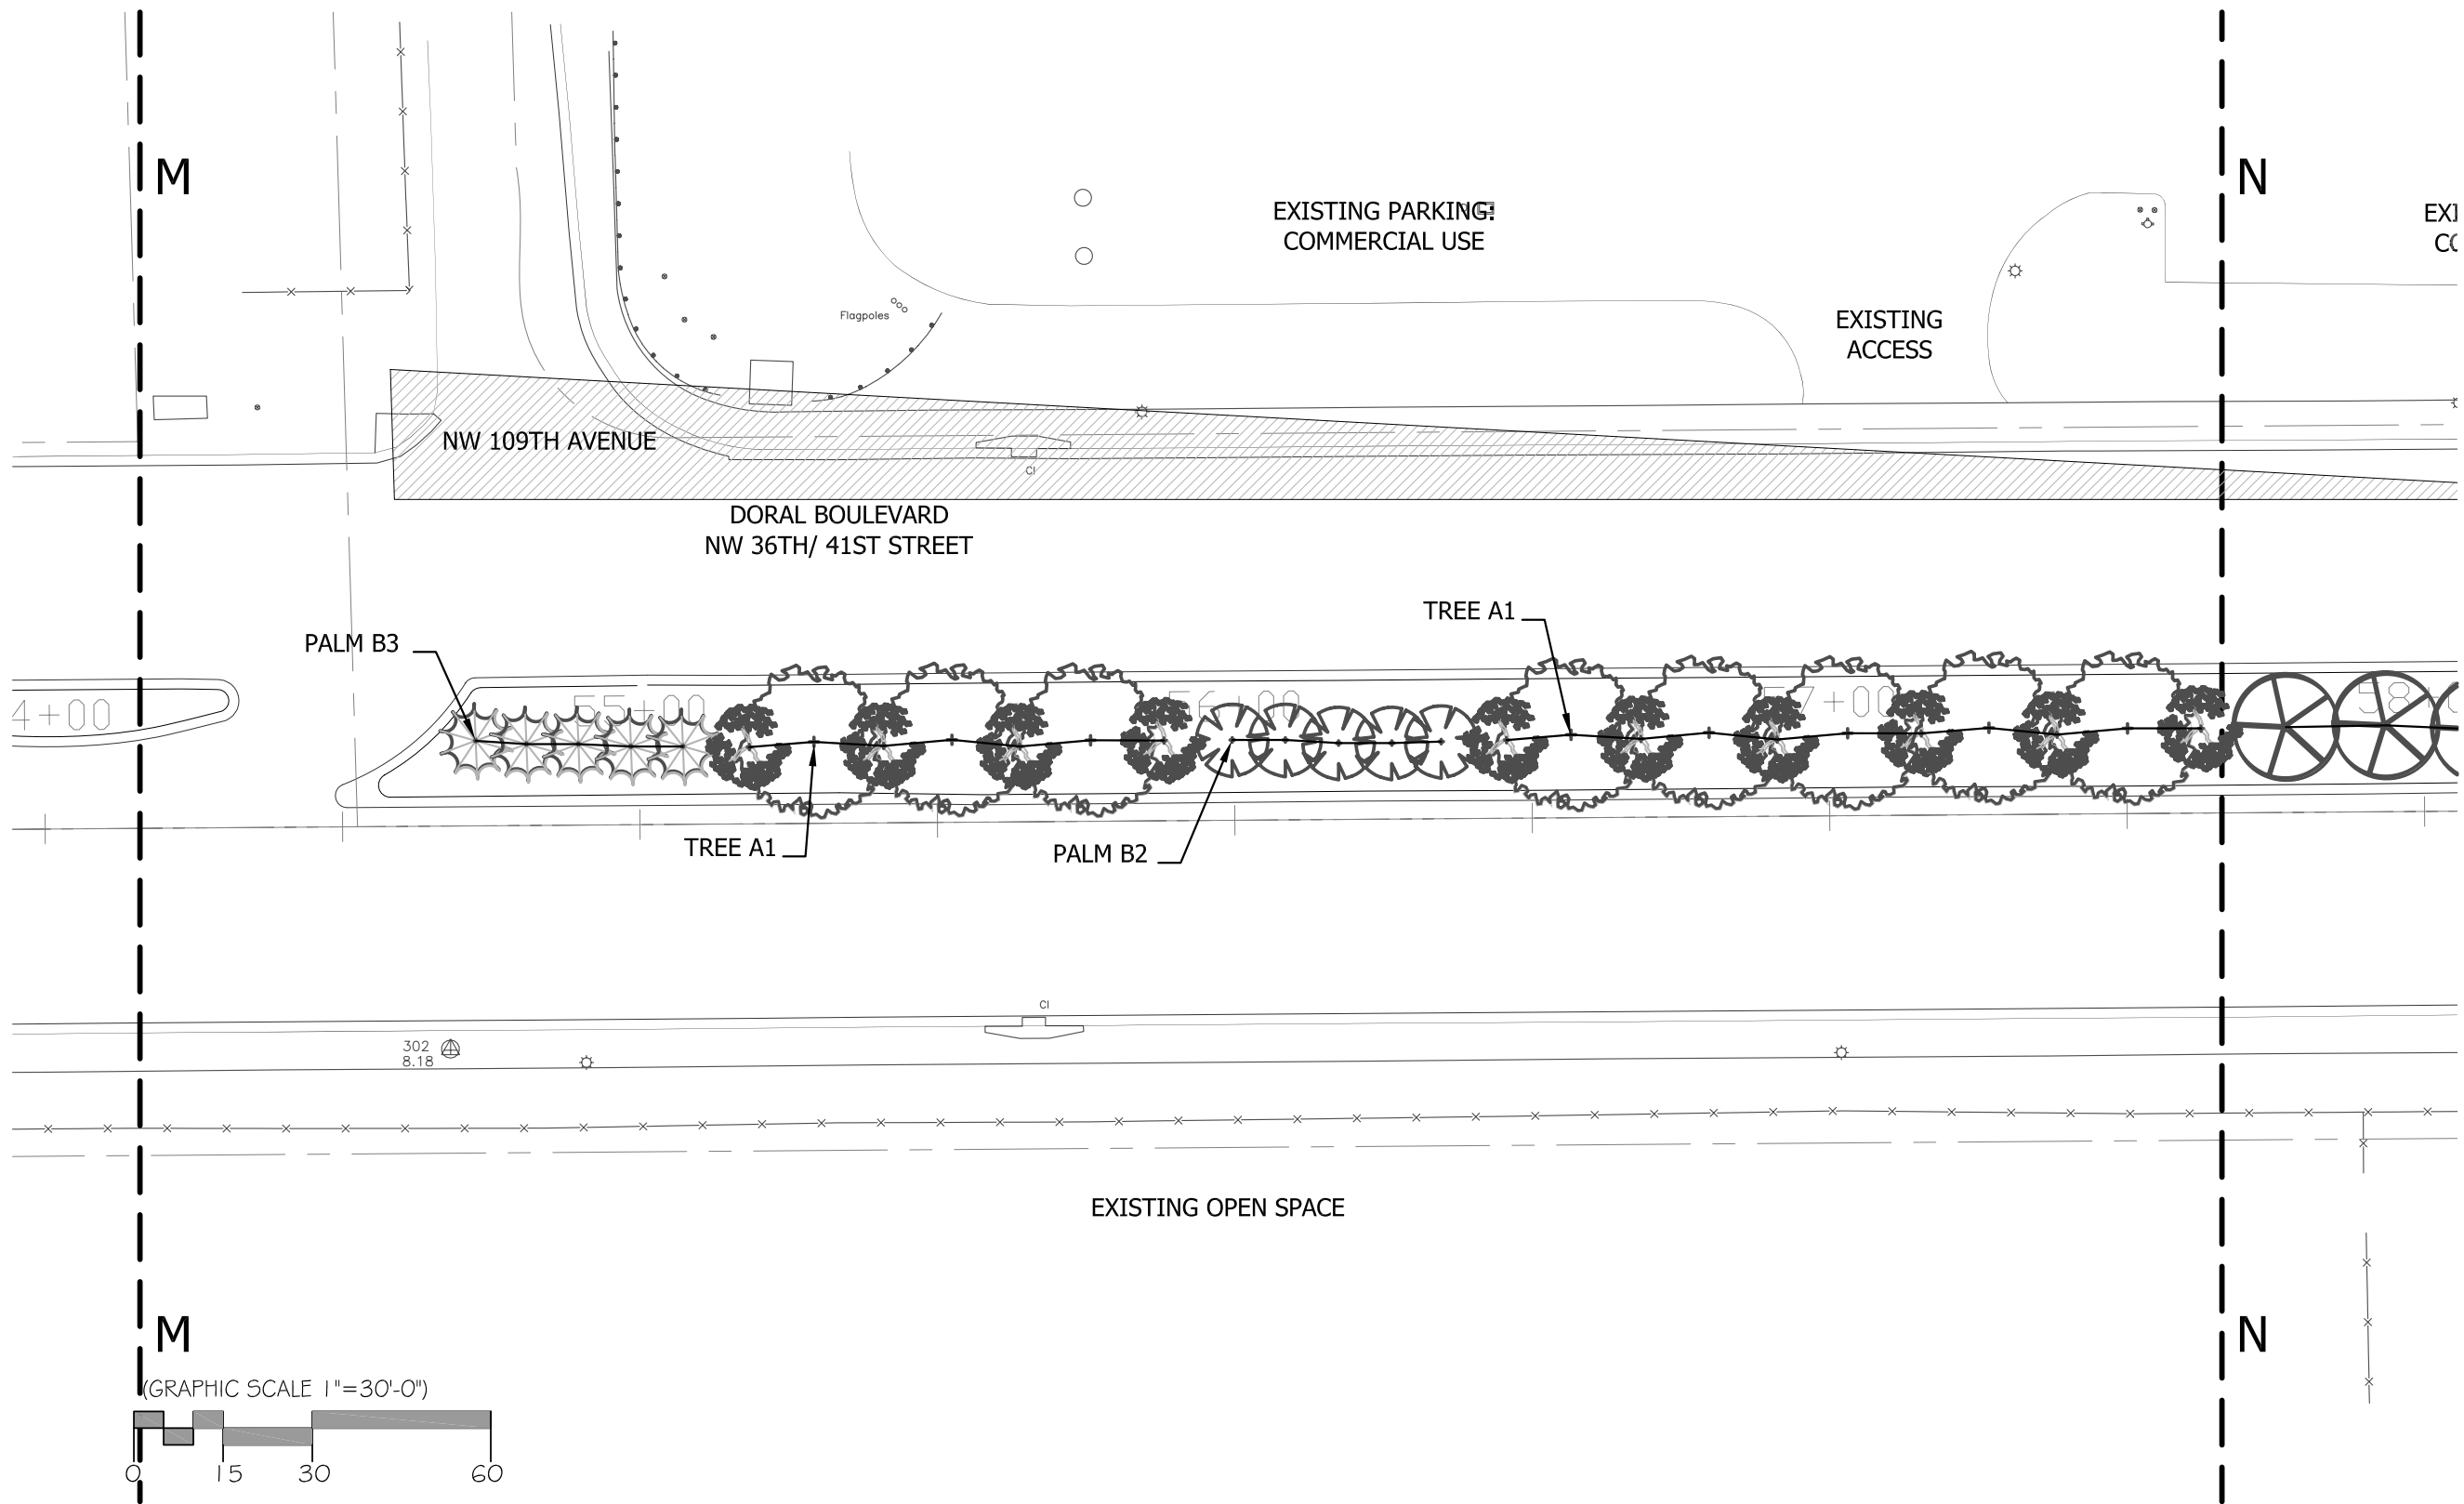 M
N
EXISTING PARKING:
COMMERCIAL USE
Flagpoles
EXISTING
ACCESS
NW 109TH AVENUE
CI
DORAL BOULEVARD
NW 36TH/ 41ST STREET
TREE A1
PALM B3
4+00
55+00
56+00
57+00
58+
TREE A1
PALM B2
CI
302
8.18
EXISTING OPEN SPACE
M
N
(GRAPHIC SCALE 1"=30'-0")
0 15 30 60